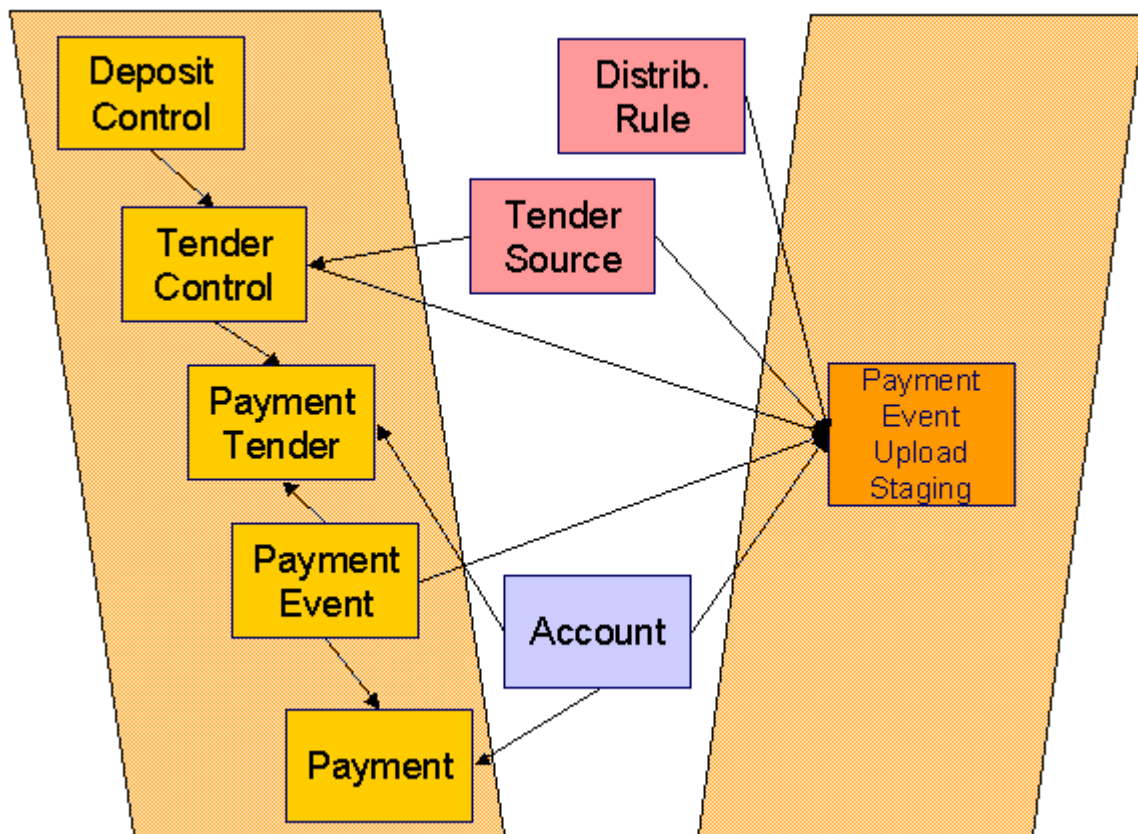 Deposit
Control
Distrib.
Rule
Tender
Source
Tender
Control
Payment
Tender
Payment
Event
Upload
Staging
Payment
Event
Account
Payment